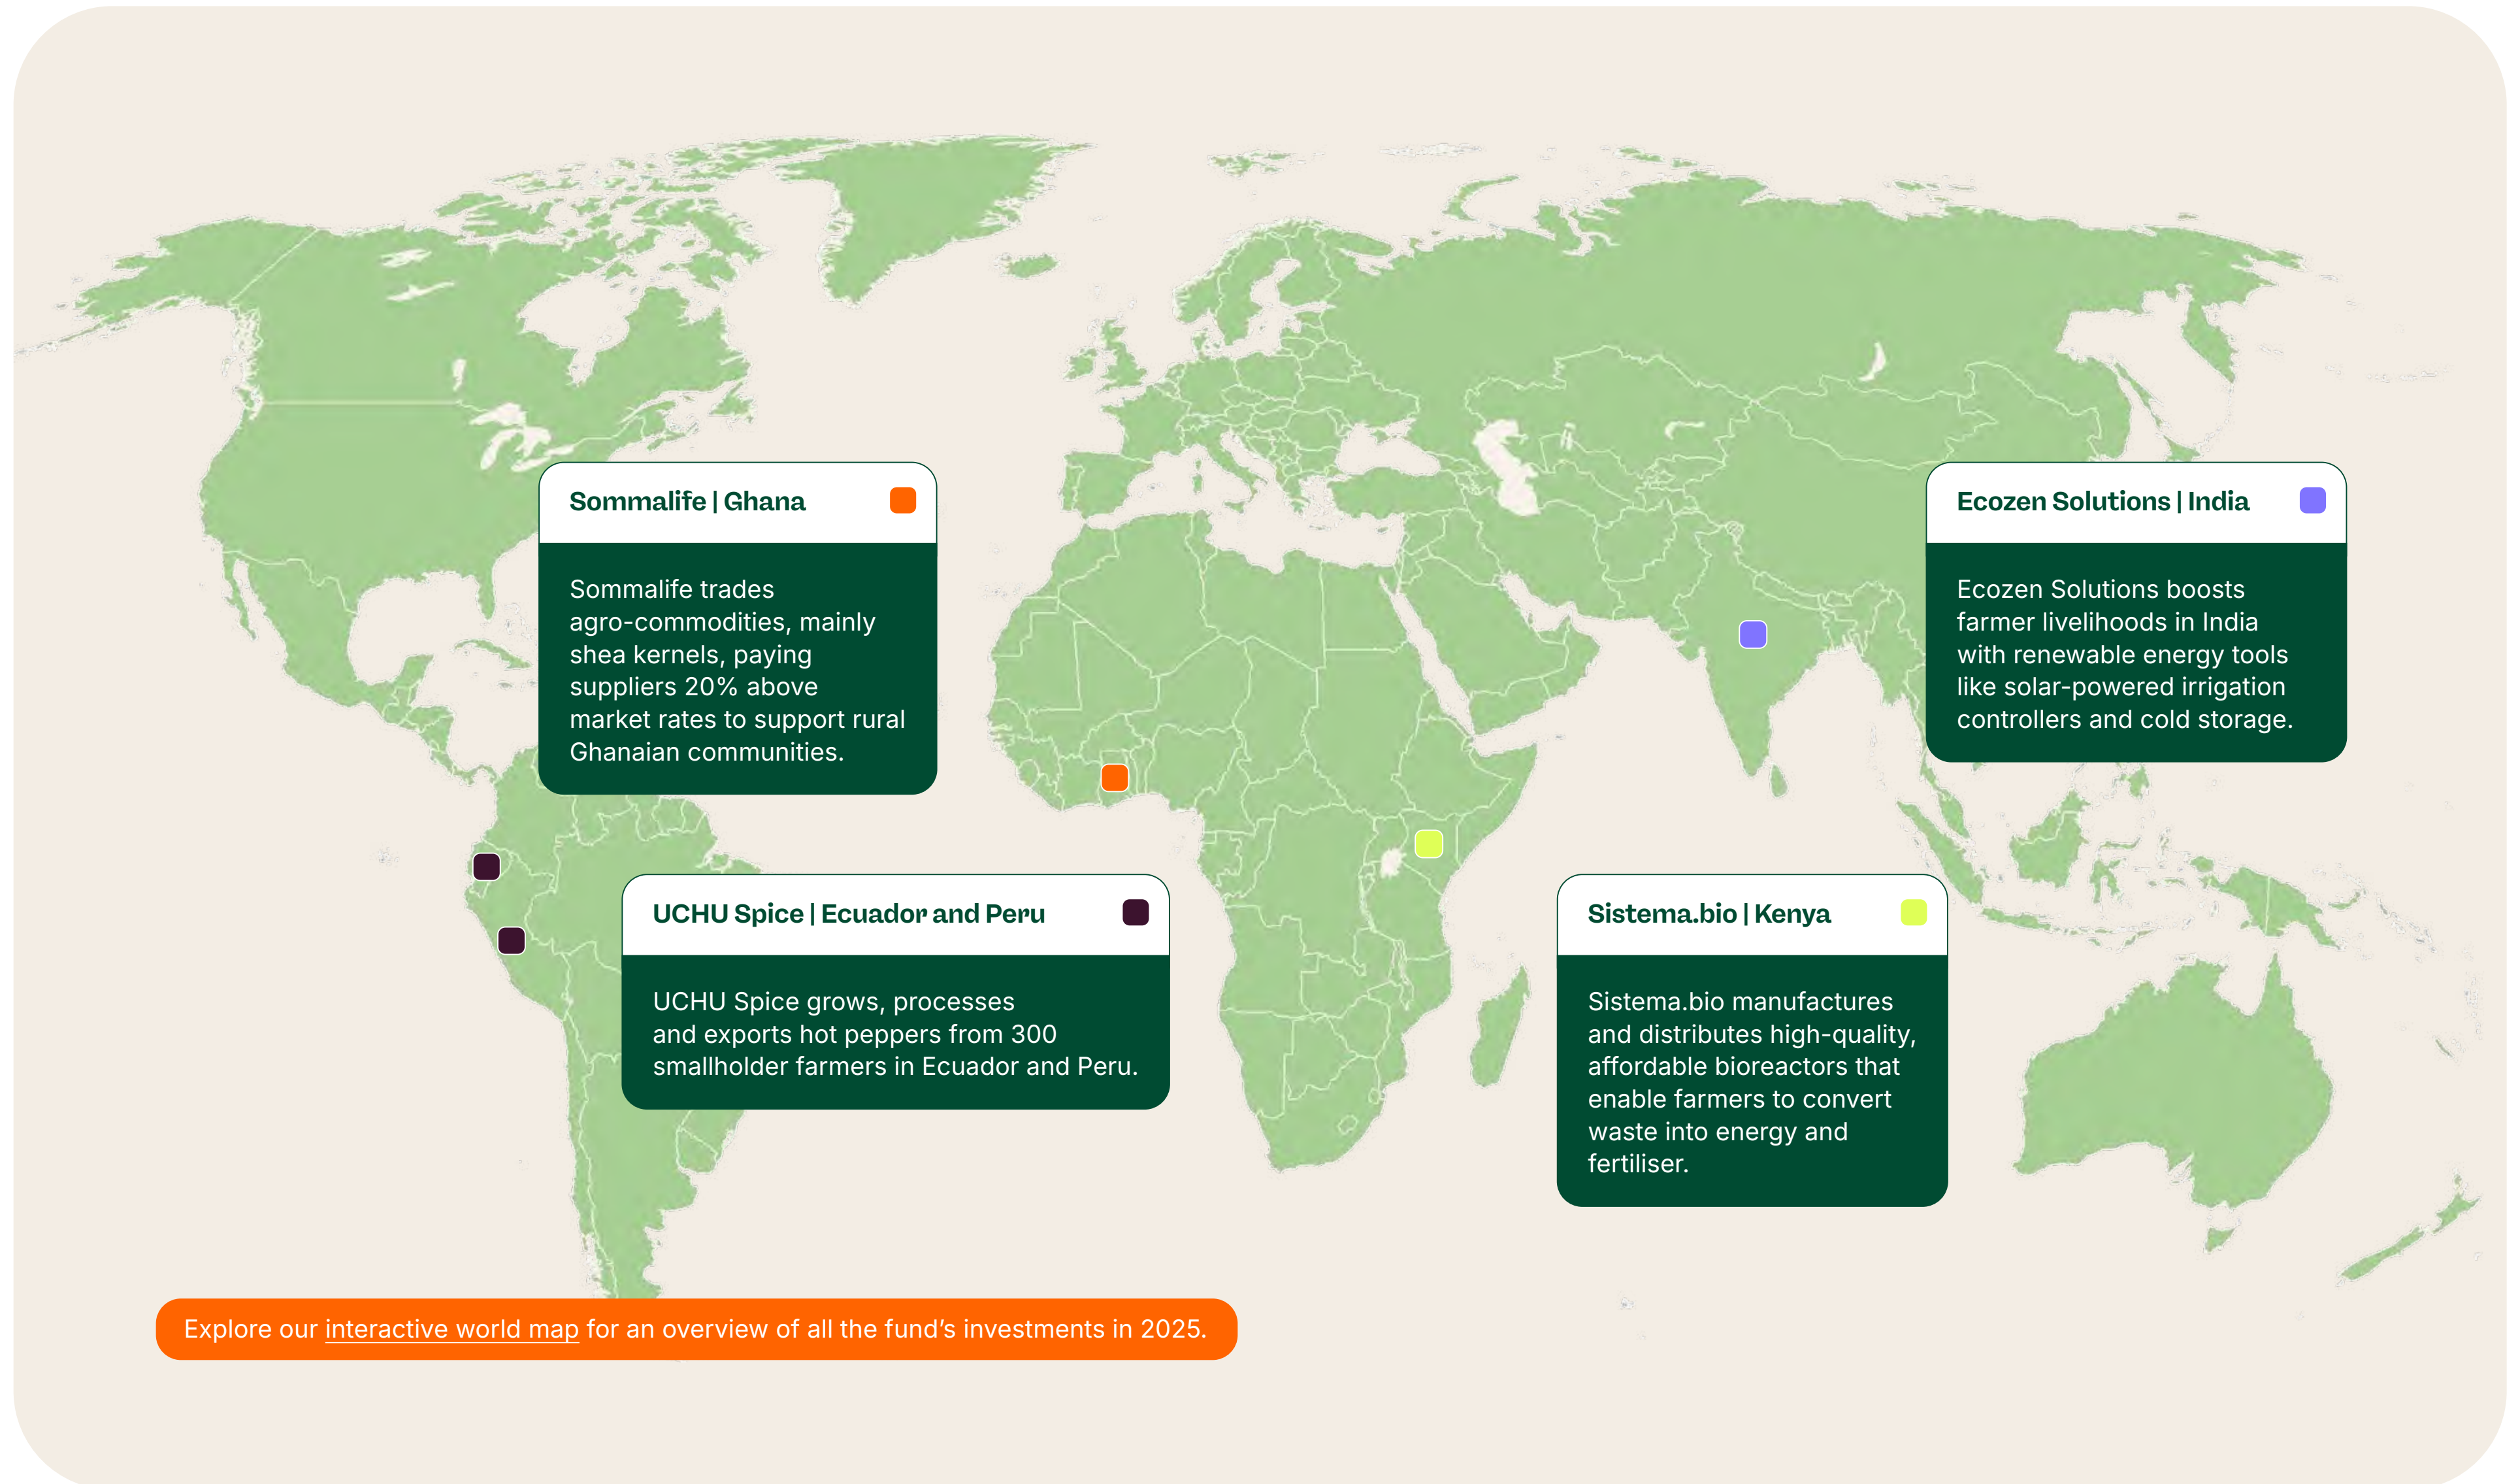 Sommalife | Ghana
Sommalife trades
agro-commodities, mainly
shea kernels, paying
suppliers 20% above
market rates to support rural
Ghanaian communities.
Ecozen Solutions | India
Ecozen Solutions boosts
farmer livelihoods in India
with renewable energy tools
like solar-powered irrigation
controllers and cold storage.
UCHU Spice | Ecuador and Peru
UCHU Spice grows, processes
and exports hot peppers from 300
smallholder farmers in Ecuador and Peru.
Sistema.bio | Kenya
Sistema.bio manufactures
and distributes high-quality,
affordable bioreactors that
enable farmers to convert
waste into energy and
fertiliser.
Explore our interactive world map for an overview of all the fund’s investments in 2025.